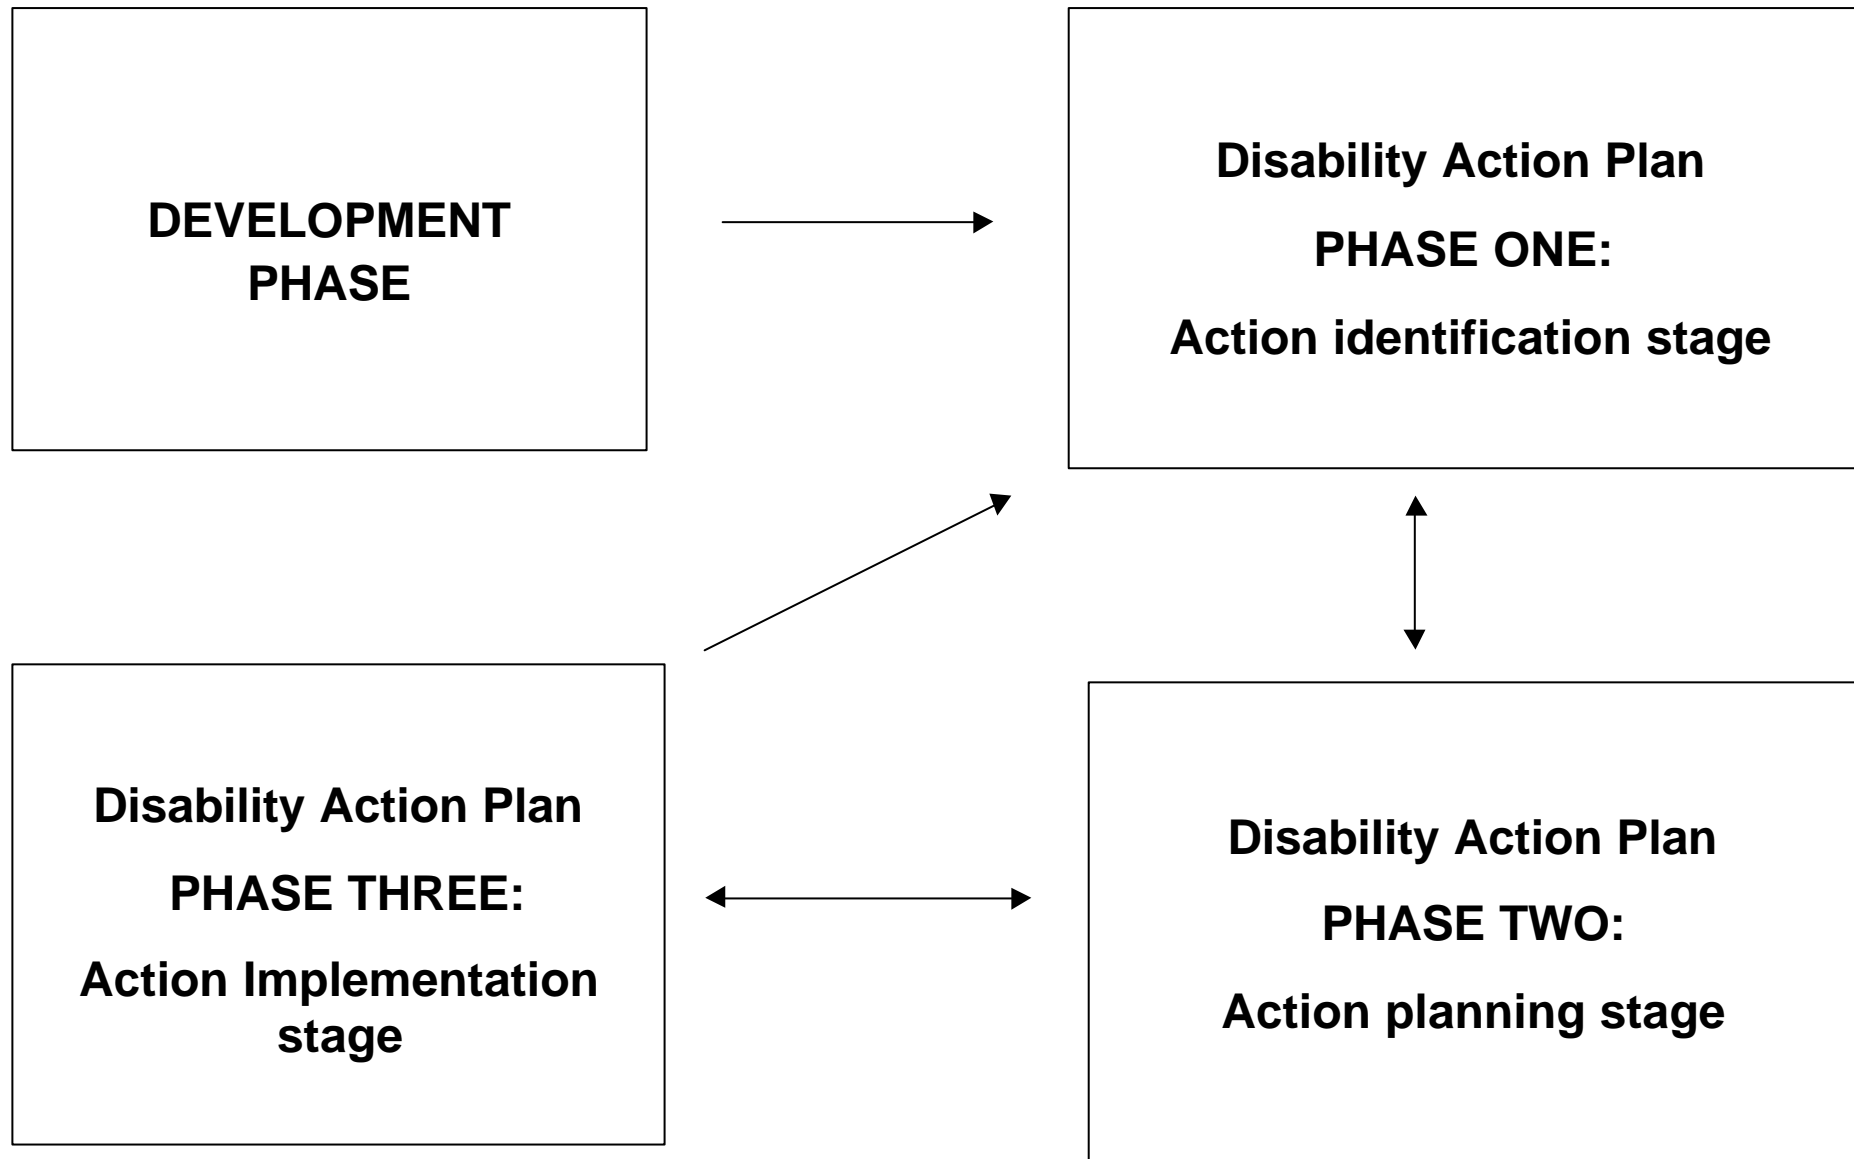 DEVELOPMENT
PHASE
Disability Action Plan
PHASE ONE:
Action identification stage
Disability Action Plan
PHASE THREE:
Action Implementation
stage
Disability Action Plan
PHASE TWO:
Action planning stage